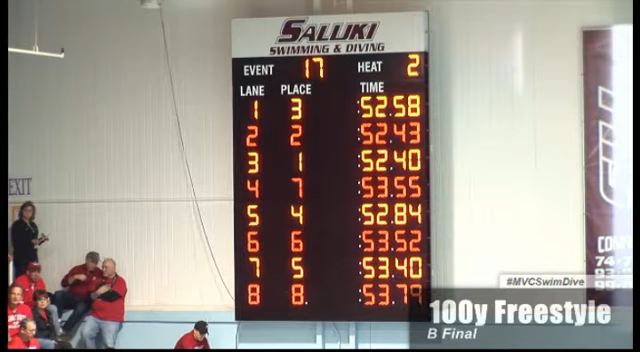 SALUKI
SWIMMING & DIVING
EVENT 17 HEAT 2
LANE PLACE TIME
1 3 :52.58
2 2 :52.43
3 1 :52.40
4 7 :53.55
5 4 :52.84
6 6 :53.52
7 5 :53.40
8 8 :53.79
EXIT
#MVCSwimDive
100y Freestyle
B Final